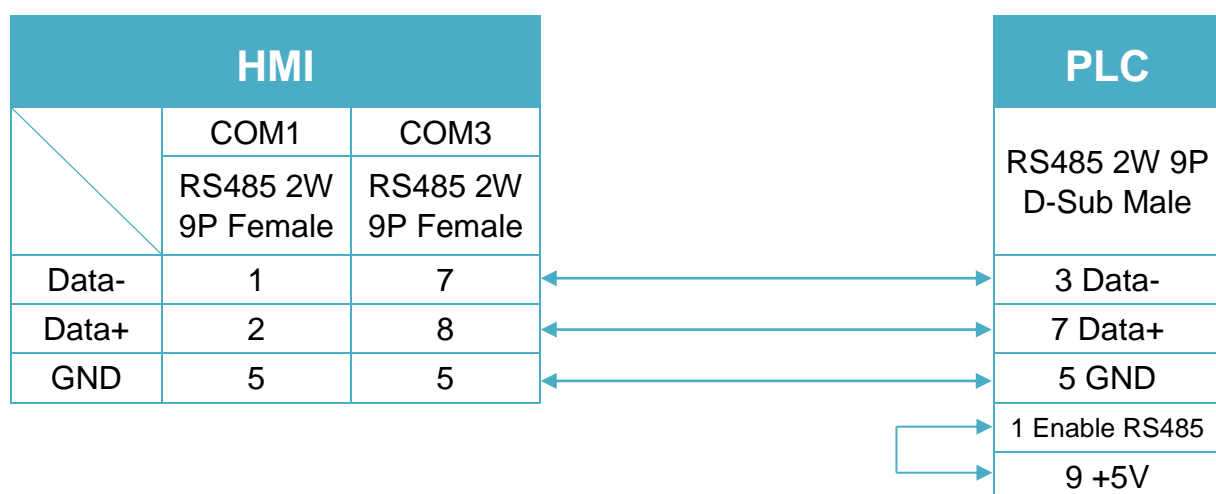 HMI
PLC
COM1
COM3
RS485 2W
9P Female
RS485 2W
9P Female
RS485 2W 9P
D-Sub Male
Data- 1 7 3 Data-
Data+ 2 8 7 Data+
GND 5 5 5 GND
1 Enable RS485
9 +5V